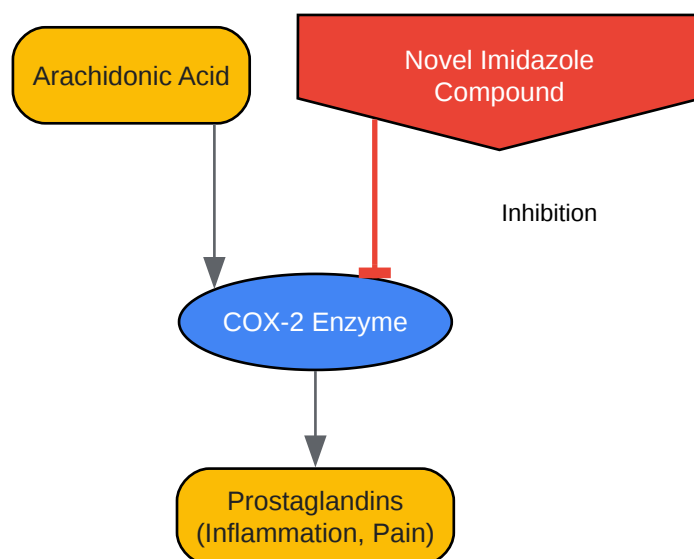 Arachidonic Acid
Novel Imidazole
Compound
Inhibition
COX-2 Enzyme
Prostaglandins
(Inflammation, Pain)